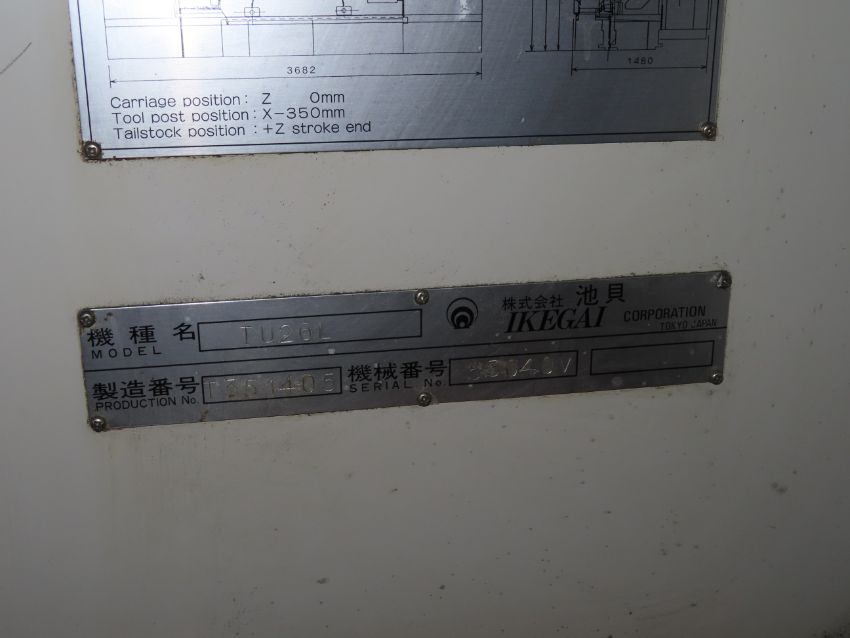 3682
1480
Carriage position: Z 0mm
Tool post position: X-350mm
Tailstock position: +Z stroke end
機種名 TU26L
MODEL
株式会社 池貝
IKEGAI CORPORATION
TOKYO JAPAN
製造番号
PRODUCTION No.
機械番号
SERIAL No.